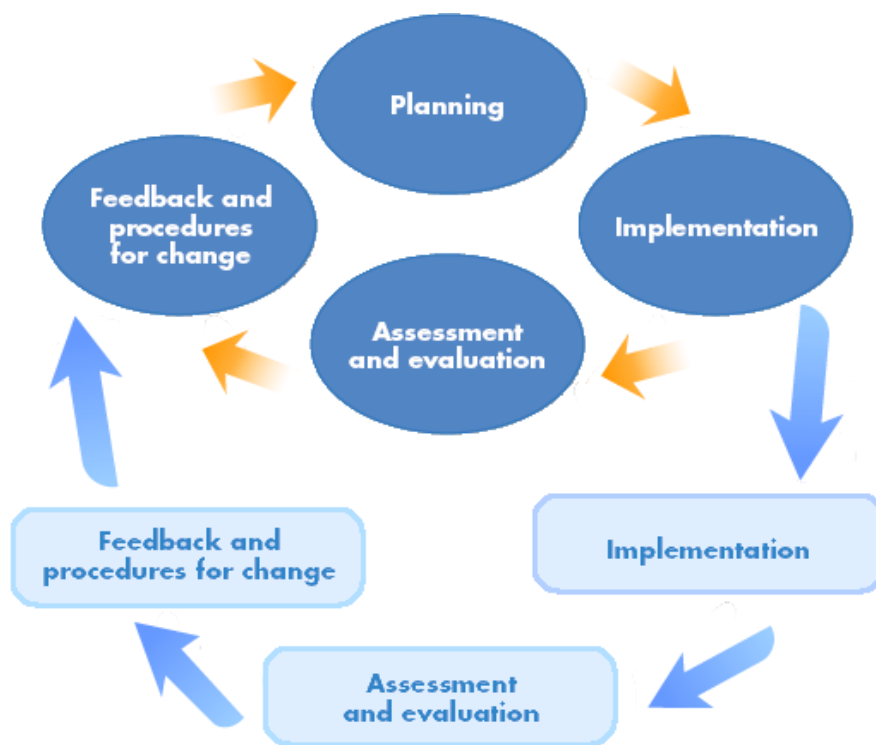 Planning
Feedback and
procedures
for change
Implementation
Assessment
and evaluation
Feedback and
procedures for change
Implementation
Assessment
and evaluation